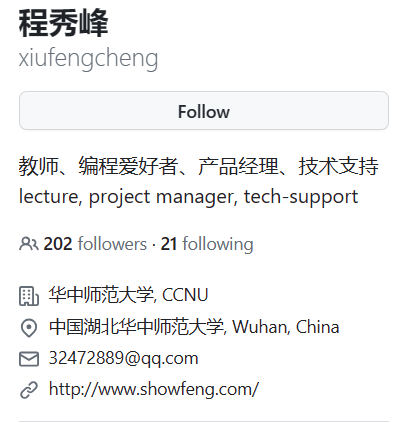 程秀峰
xiufengcheng
Follow
教师、编程爱好者、产品经理、技术支持
lecture, project manager, tech-support
202 followers · 21 following
华中师范大学, CCNU
中国湖北华中师范大学, Wuhan, China
32472889@qq.com
http://www.showfeng.com/